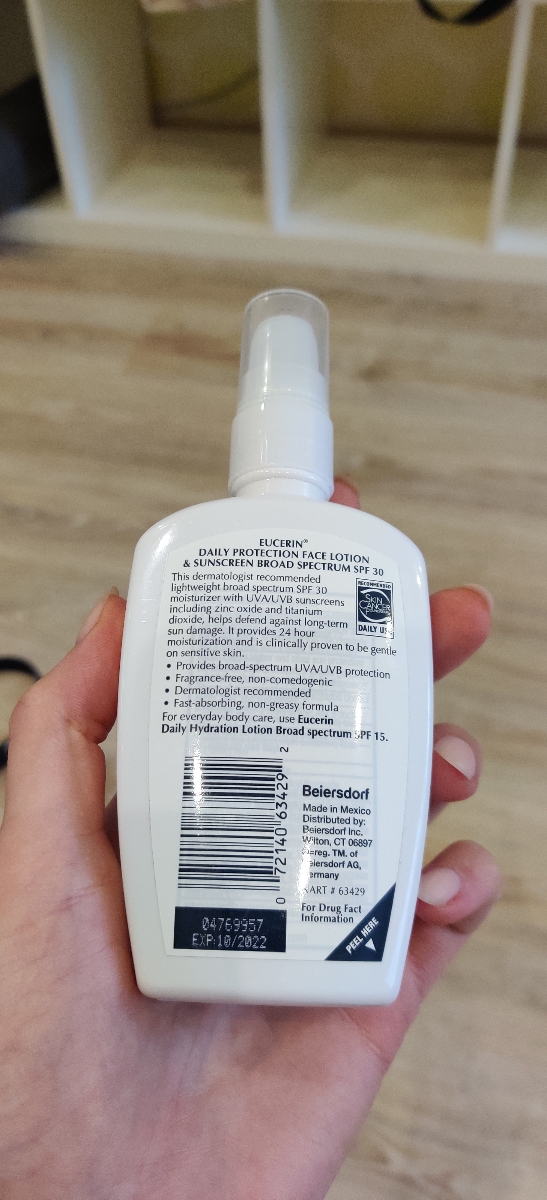 EUCERIN®
DAILY PROTECTION FACE LOTION
& SUNSCREEN BROAD SPECTRUM SPF 30
This dermatologist recommended
lightweight broad spectrum SPF 30
moisturizer with UVA/UVB sunscreens
including zinc oxide and titanium
dioxide, helps defend against long-term
sun damage. It provides 24 hour
moisturization and is clinically proven to be gentle
on sensitive skin.
RECOMMENDED
SKIN
CANCER
DAILY USE
• Provides broad-spectrum UVA/UVB protection
• Fragrance-free, non-comedogenic
• Dermatologist recommended
• Fast-absorbing, non-greasy formula
For everyday body care, use Eucerin
Daily Hydration Lotion Broad spectrum SPF 15.
0 72140 63429 2
Beiersdorf
Made in Mexico
Distributed by:
Beiersdorf Inc.
Wilton, CT 06897
reg. TM. of
eiersdorf AG,
ermany
ART # 63429
For Drug Fact
Information
PEEL HERE
04769957
EXP:10/2022